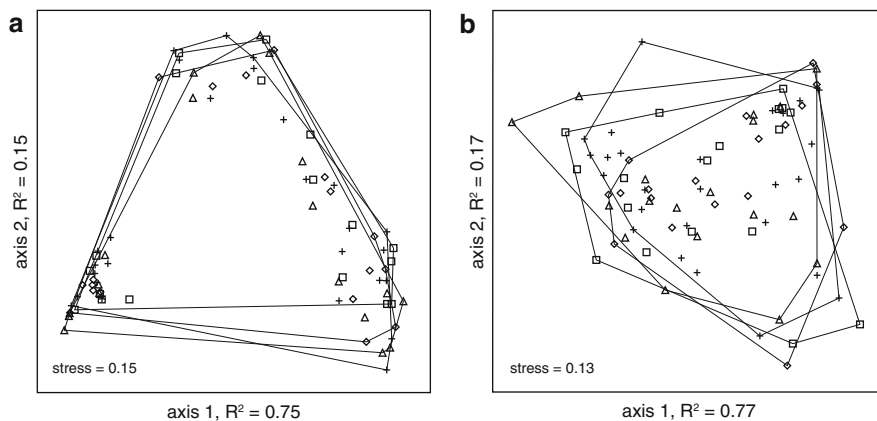 a
axis 2, R² = 0.15
stress = 0.15
axis 1, R² = 0.75
b
axis 2, R² = 0.17
stress = 0.13
axis 1, R² = 0.77